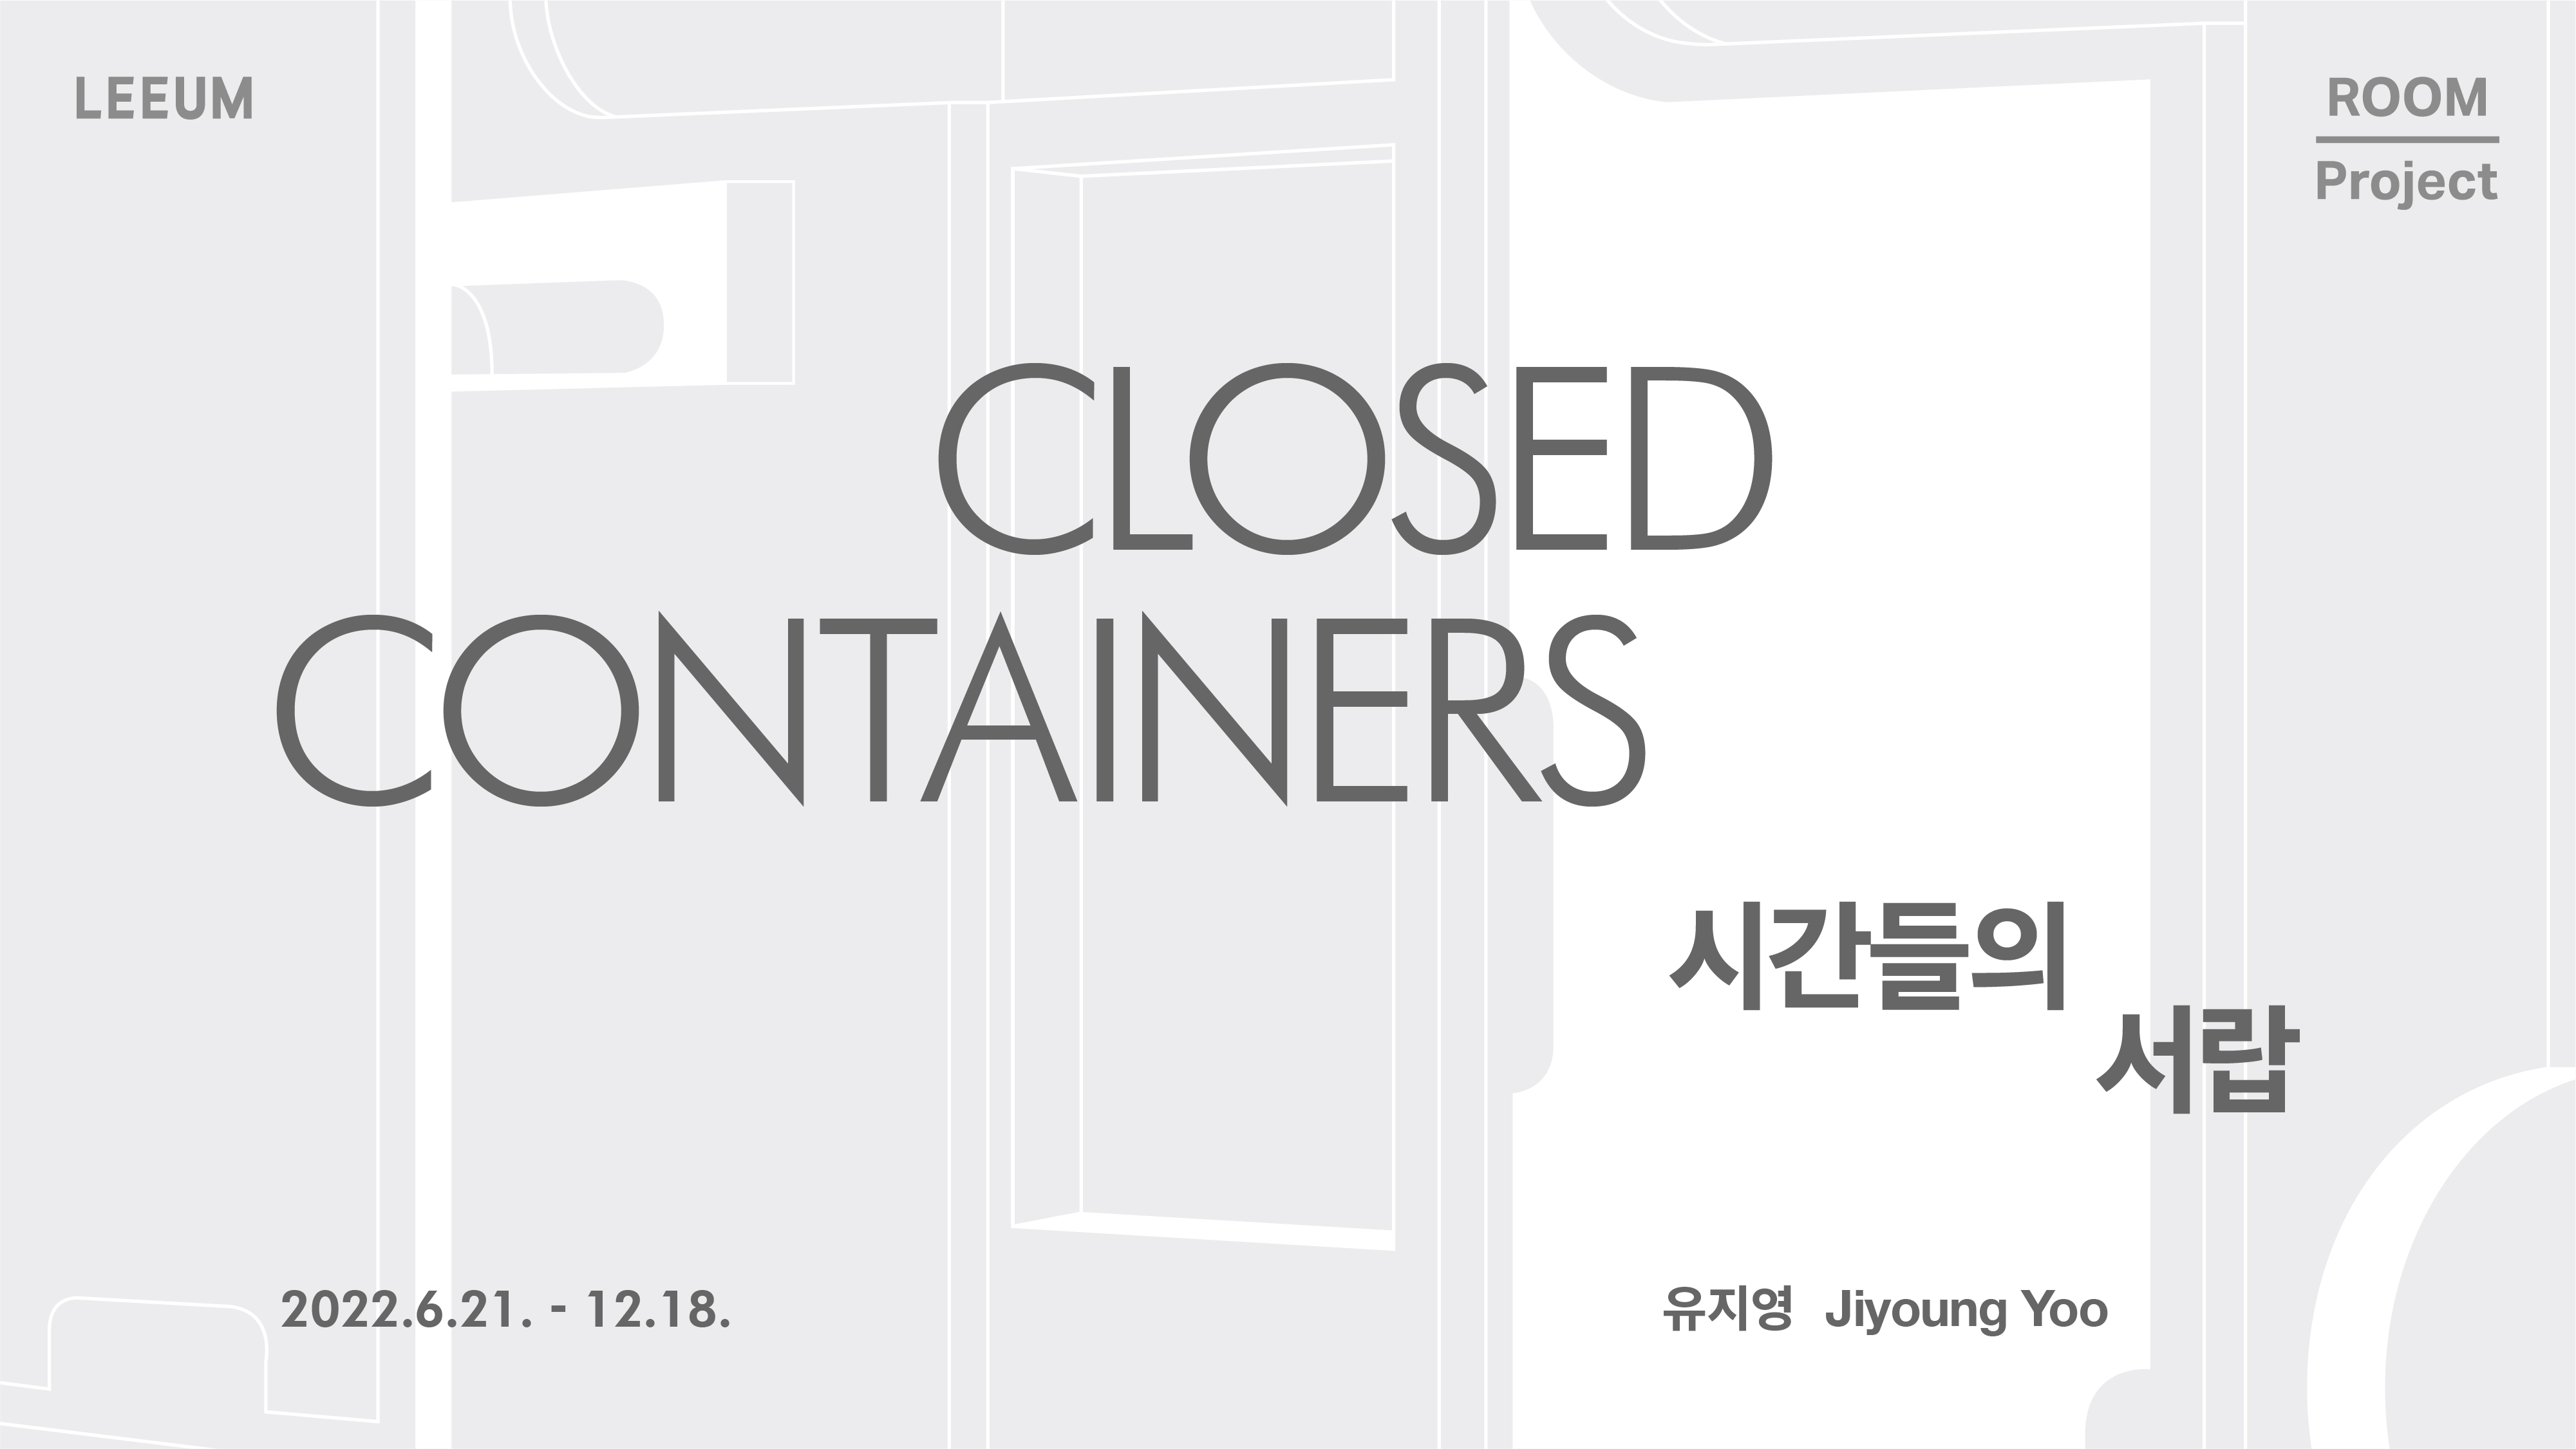 LEEUM
ROOM
Project
CLOSED
CONTAINERS
시간들의
서랍
2022.6.21. - 12.18.
유지영 Jiyoung Yoo